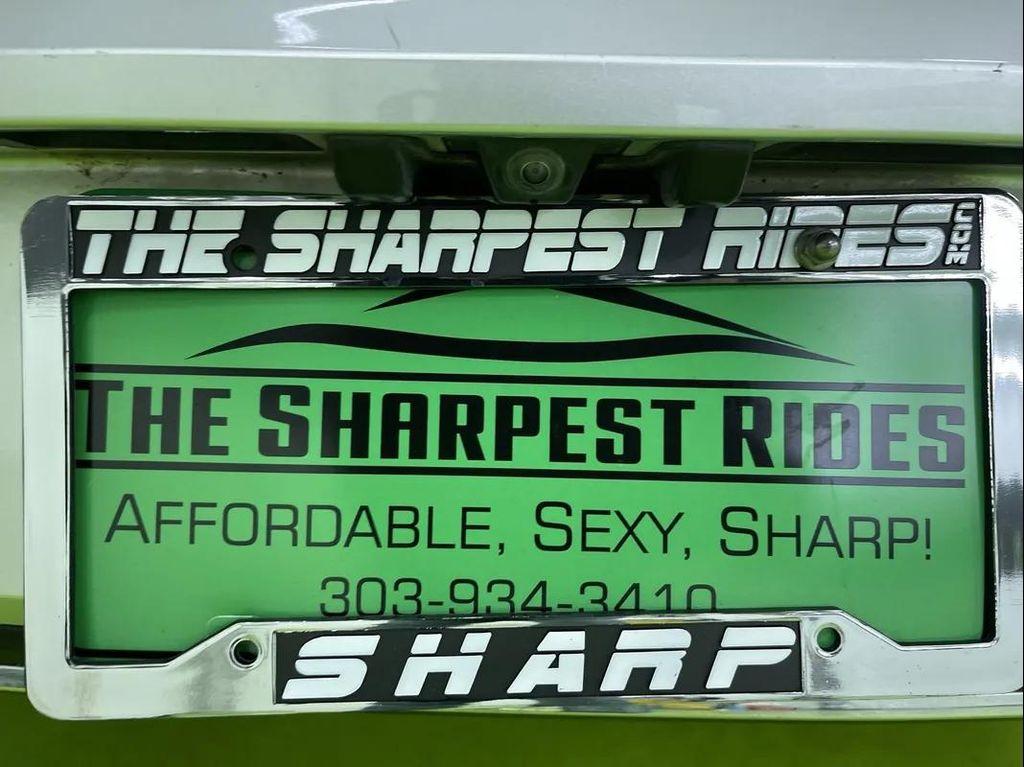 THE SHARPEST RIDES .COM
THE SHARPEST RIDES
AFFORDABLE, SEXY, SHARP!
303-934-3410
SHARP